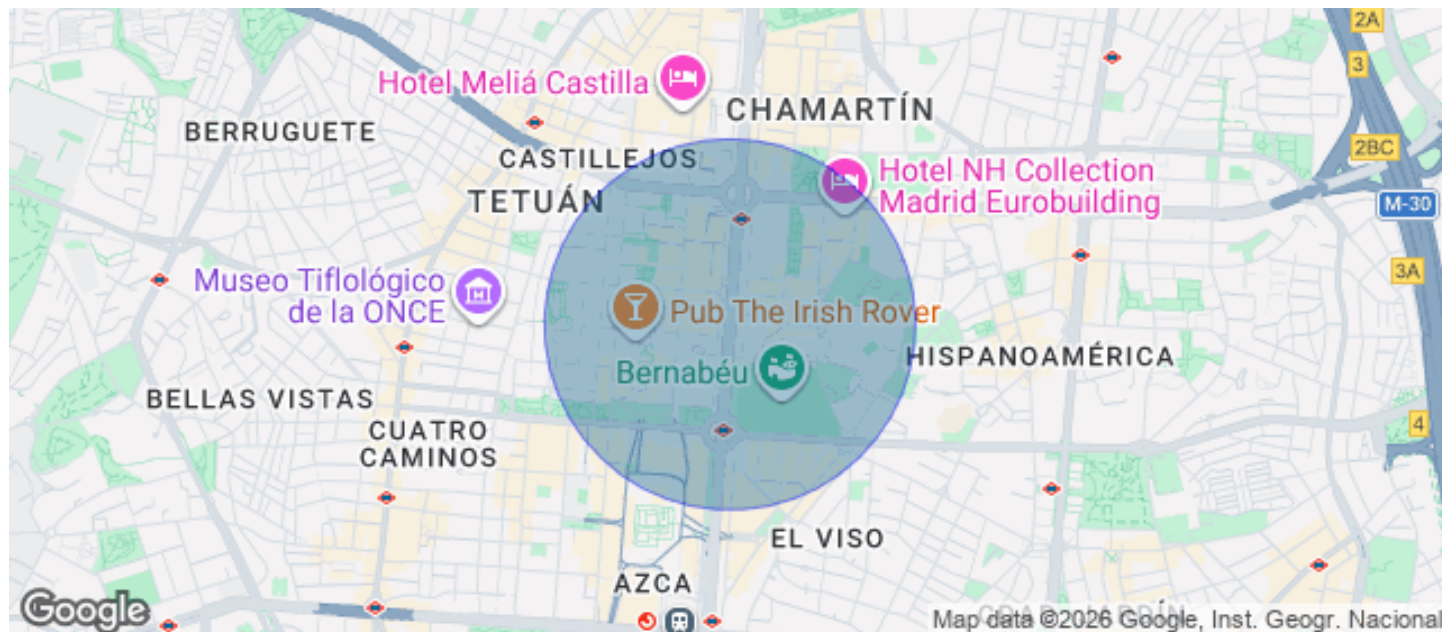 2A
3
Hotel Meliá Castilla
CHAMARTÍN
BERRUGUETE
2BC
CASTILLEJOS
Hotel NH Collection
Madrid Eurobuilding
TETUÁN
M-30
Museo Tiflológico
de la ONCE
3A
Pub The Irish Rover
HISPANOAMÉRICA
Bernabéu
BELLAS VISTAS
4
CUATRO
CAMINOS
EL VISO
AZCA
Google
Map data ©2026 Google, Inst. Geogr. Nacional